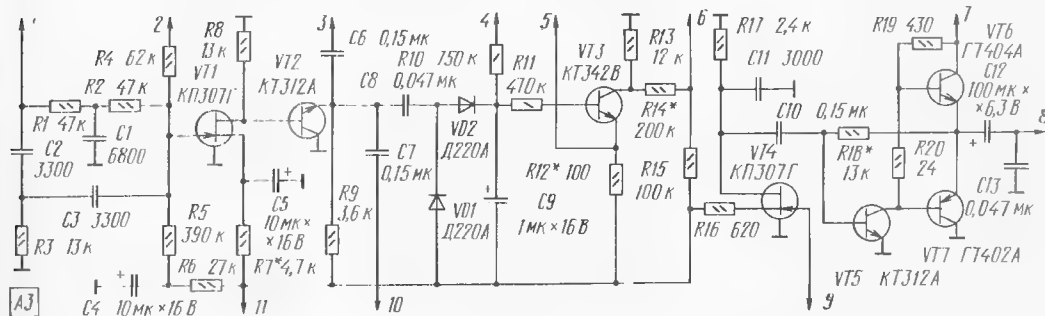 1
2
3
4
5
6
7
8
9
10
11
R4
62 к
R2
47 к
R1 47 к
C2
3300
C1
6800
C3 3300
R3 13 к
C4 10 мк × 16 В
А3
R8
13 к
VT1
КП307Г
VT2
КТ312А
R5
390 к
R6 27 к
C5
10 мк ×
× 16 В
R7* 4,7 к
R9
3,6 к
C6 0,15 мк
C8
R10
0,047 мк
750 к
C7
0,15 мк
VD2
Д220А
VD1
Д220А
R11
470 к
C9
1 мк × 16 В
VT3
КТ342В
R12* 100
R13
12 к
R14*
200 к
R15
100 к
R16 620
R17 2,4 к
C11 3000
C10
0,15 мк
VT4
КП307Г
R18*
13 к
R19 430
R20
24
VT5 КТ312А
VT6
ГТ404А
C12
100 мк ×
× 6,3 В
C13
0,047 мк
VT7 ГТ402А